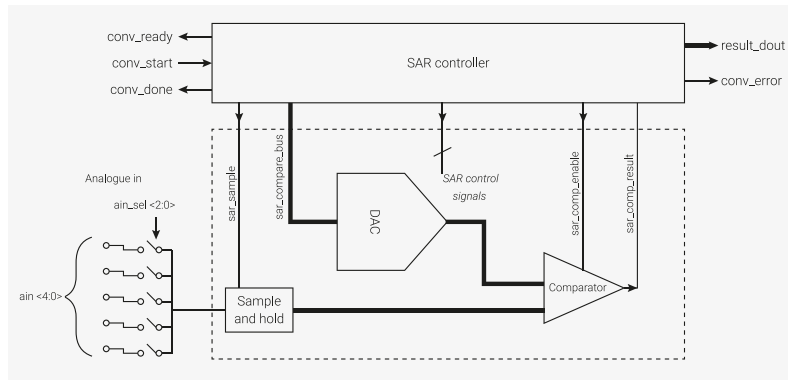 conv_ready
conv_start
conv_done
SAR controller
result_dout
conv_error
sar_sample
sar_compare_bus
SAR control
signals
sar_comp_enable
sar_comp_result
Analogue in
ain_sel <2:0>
DAC
ain <4:0>
Sample
and hold
Comparator